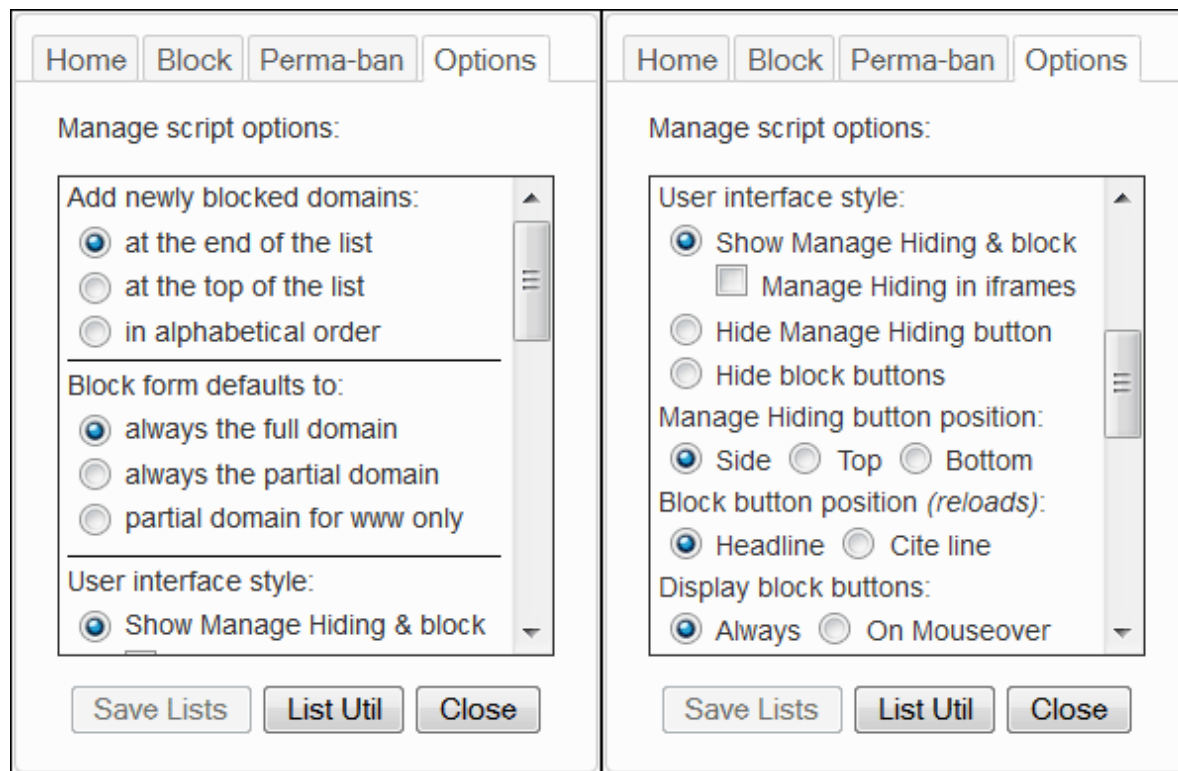 Home Block Perma-ban Options
Manage script options:
Add newly blocked domains:
at the end of the list
at the top of the list
in alphabetical order
Block form defaults to:
always the full domain
always the partial domain
partial domain for www only
User interface style:
Show Manage Hiding & block
Save Lists List Util Close
Home Block Perma-ban Options
Manage script options:
User interface style:
Show Manage Hiding & block
Manage Hiding in iframes
Hide Manage Hiding button
Hide block buttons
Manage Hiding button position:
Side Top Bottom
Block button position (reloads):
Headline Cite line
Display block buttons:
Always On Mouseover
Save Lists List Util Close